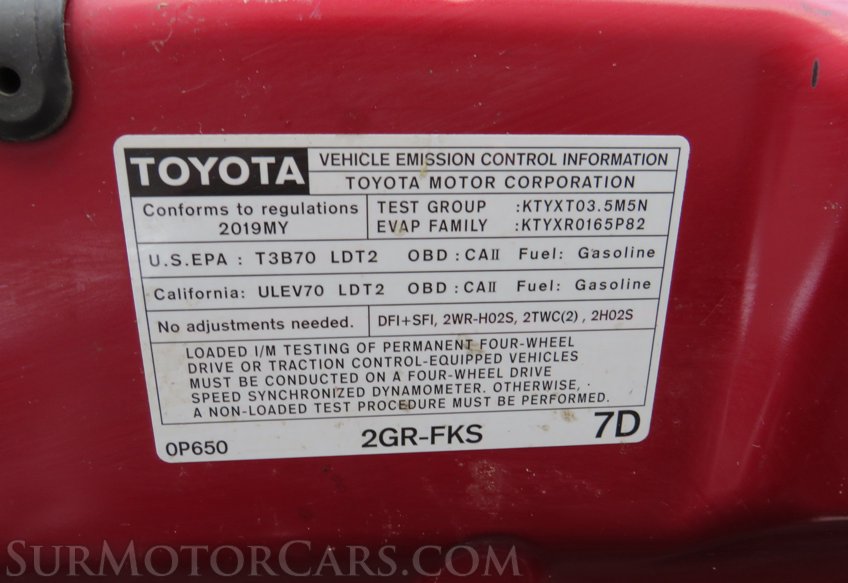 TOYOTA VEHICLE EMISSION CONTROL INFORMATION
TOYOTA MOTOR CORPORATION
Conforms to regulations
2019MY
TEST GROUP :KTYXT03.5M5N
EVAP FAMILY :KTYXR0165P82
U.S.EPA : T3B70 LDT2 OBD : CAII Fuel: Gasoline
California: ULEV70 LDT2 OBD : CAII Fuel: Gasoline
No adjustments needed. DFI+SFI, 2WR-H02S, 2TWC(2) , 2H02S
LOADED I/M TESTING OF PERMANENT FOUR-WHEEL
DRIVE OR TRACTION CONTROL-EQUIPPED VEHICLES
MUST BE CONDUCTED ON A FOUR-WHEEL DRIVE
SPEED SYNCHRONIZED DYNAMOMETER. OTHERWISE,
A NON-LOADED TEST PROCEDURE MUST BE PERFORMED.
0P650 2GR-FKS 7D
SURMOTORCARS.COM